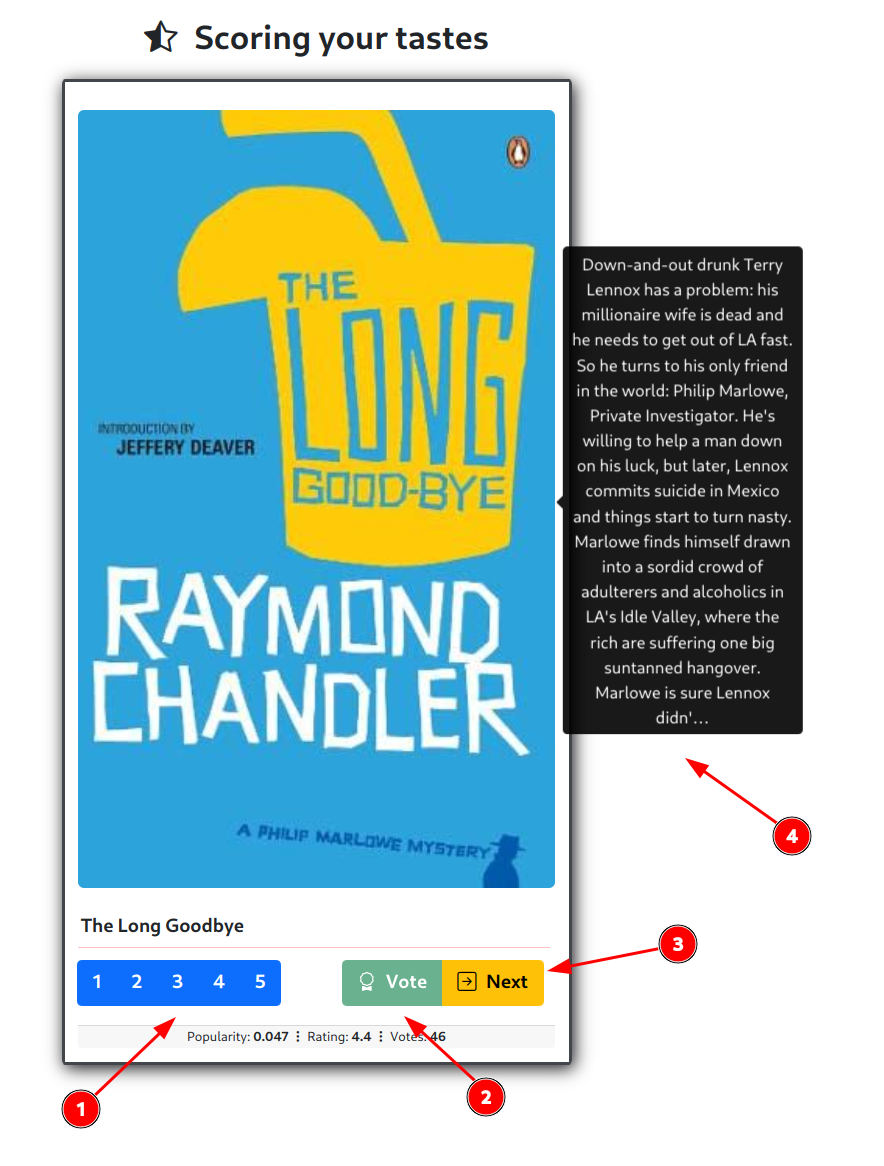 Scoring your tastes
THE
LONG
GOOD-BYE
INTRODUCTION BY
JEFFERY DEAVER
RAYMOND
CHANDLER
A PHILIP MARLOWE MYSTERY
Down-and-out drunk Terry
Lennox has a problem: his
millionaire wife is dead and
he needs to get out of LA fast.
So he turns to his only friend
in the world: Philip Marlowe,
Private Investigator. He's
willing to help a man down
on his luck, but later, Lennox
commits suicide in Mexico
and things start to turn nasty.
Marlowe finds himself drawn
into a sordid crowd of
adulterers and alcoholics in
LA's Idle Valley, where the
rich are suffering one big
suntanned hangover.
Marlowe is sure Lennox
didn'...
4
The Long Goodbye
3
1 2 3 4 5 Vote Next
Popularity: 0.047 ⋮ Rating: 4.4 ⋮ Votes: 46
1
2